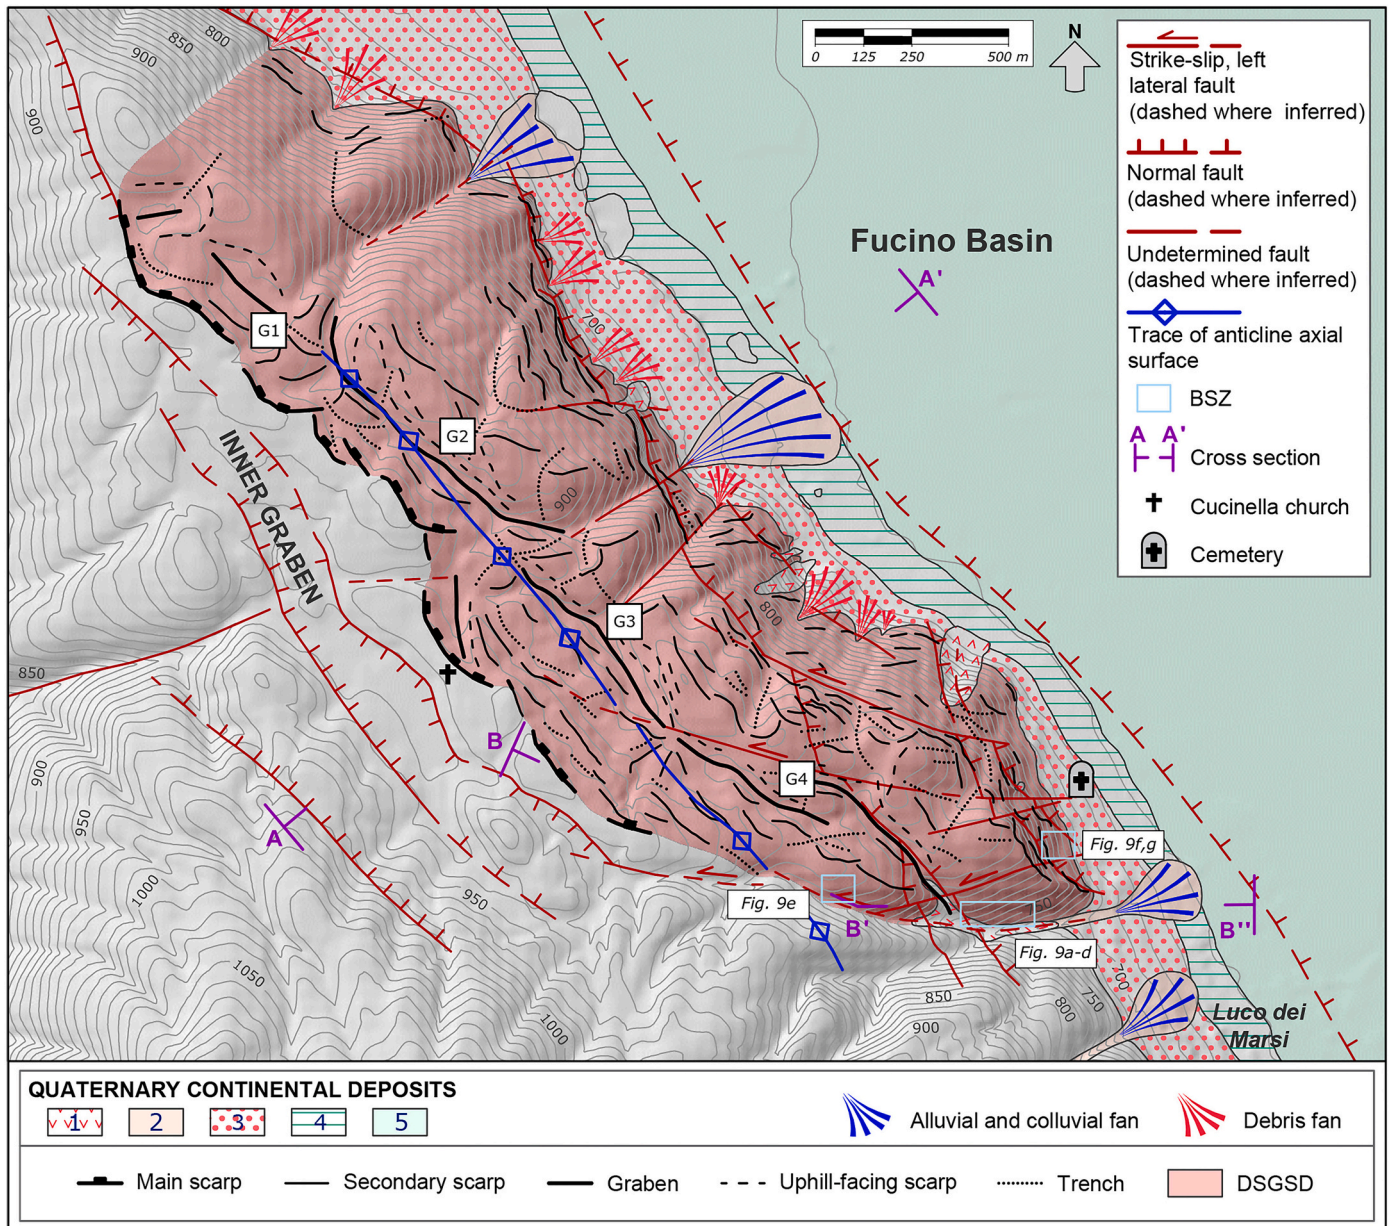 800
850
900
900
N
0 125 250 500 m
Strike-slip, left
lateral fault
(dashed where inferred)
Normal fault
(dashed where inferred)
Undetermined fault
(dashed where inferred)
Trace of anticline axial
surface
BSZ
A A'
Cross section
Cucinella church
Cemetery
Fucino Basin
A'
700
G1
G2
900
INNER GRABEN
G3
800
850
B
G4
A
900
950
1000
950
1050
1000
Fig. 9f,g
Fig. 9e
B'
B''
Fig. 9a-d
700
750
800
850
900
Luco dei
Marsi
QUATERNARY CONTINENTAL DEPOSITS
1 2 3 4 5
Alluvial and colluvial fan
Debris fan
Main scarp
Secondary scarp
Graben
Uphill-facing scarp
Trench
DSGSD